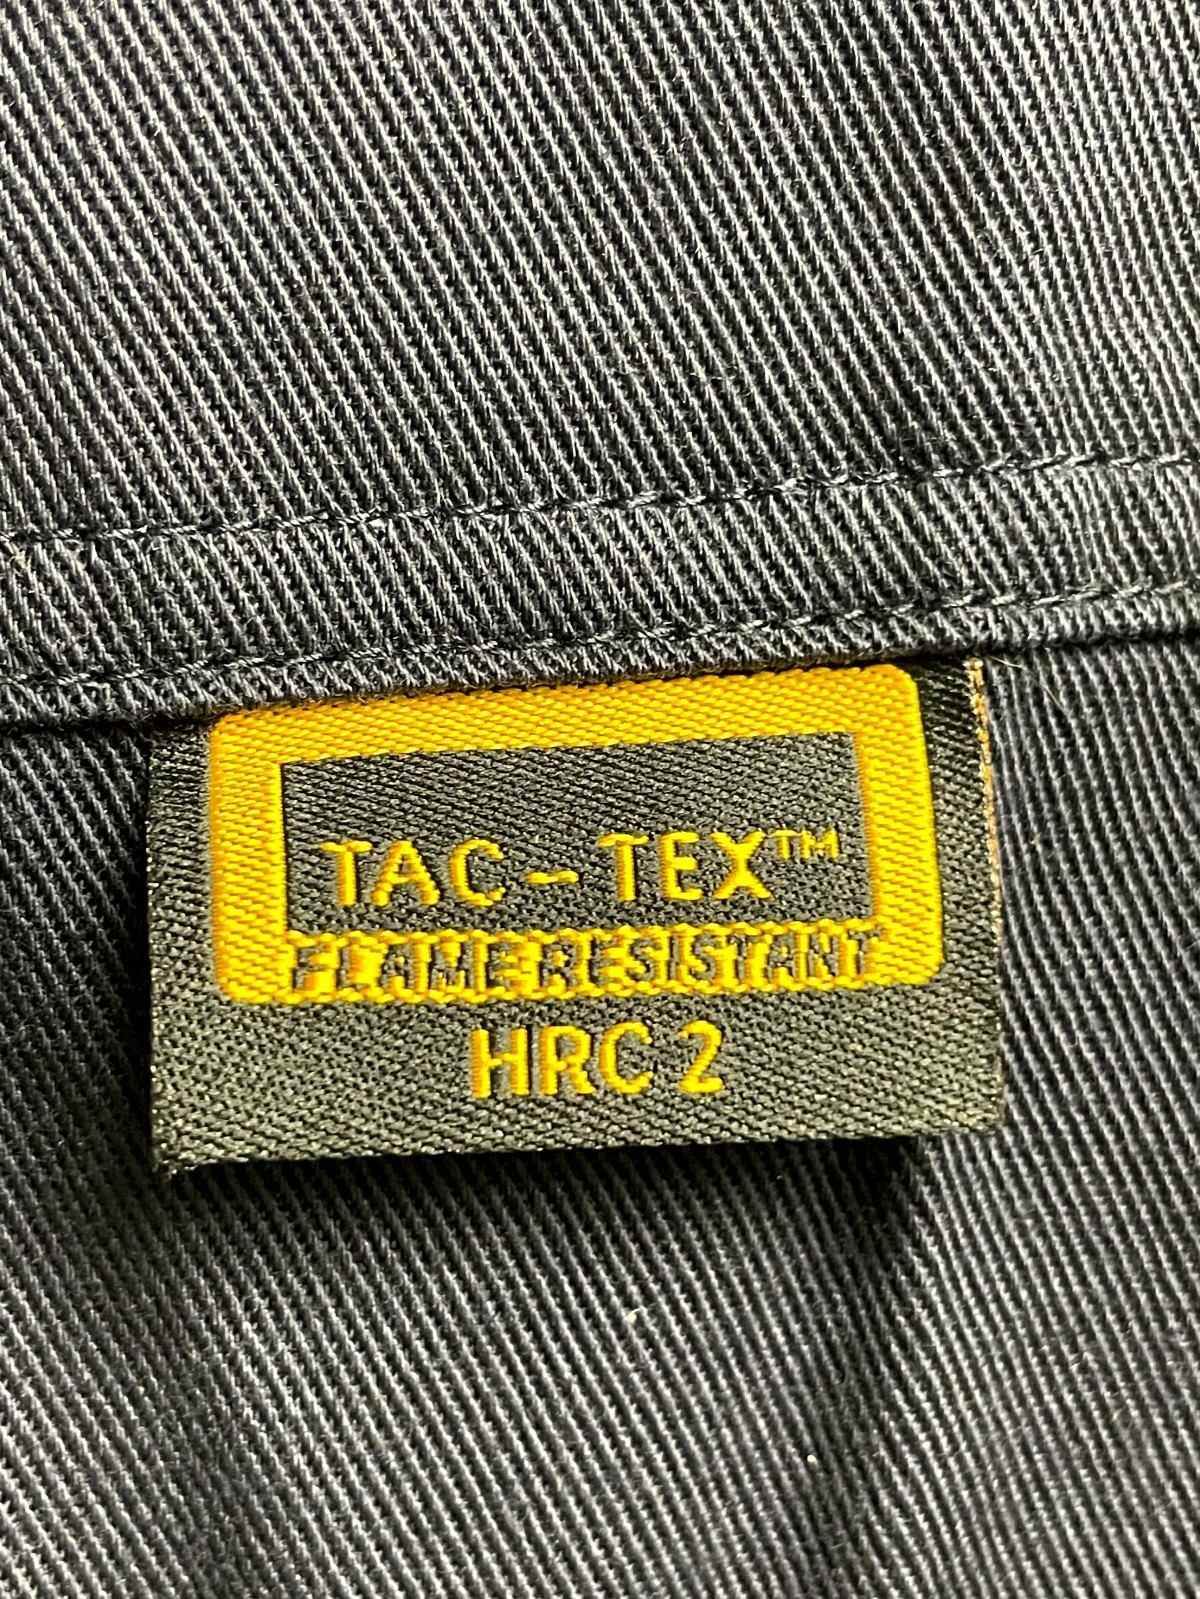 TAC-TEX™
FLAME RESISTANT
HRC 2